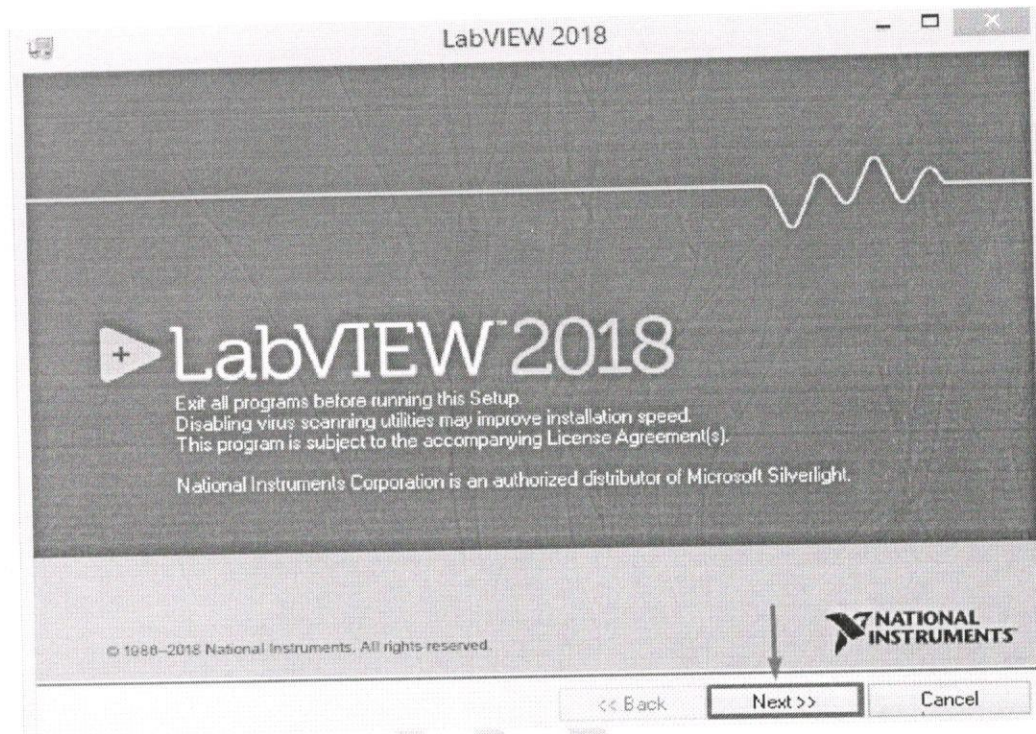 LabVIEW 2018
LabVIEW™ 2018
Exit all programs before running this Setup.
Disabling virus scanning utilities may improve installation speed.
This program is subject to the accompanying License Agreement(s).
National Instruments Corporation is an authorized distributor of Microsoft Silverlight.
NATIONAL
INSTRUMENTS
© 1986–2018 National Instruments. All rights reserved.
<< Back
Next >>
Cancel